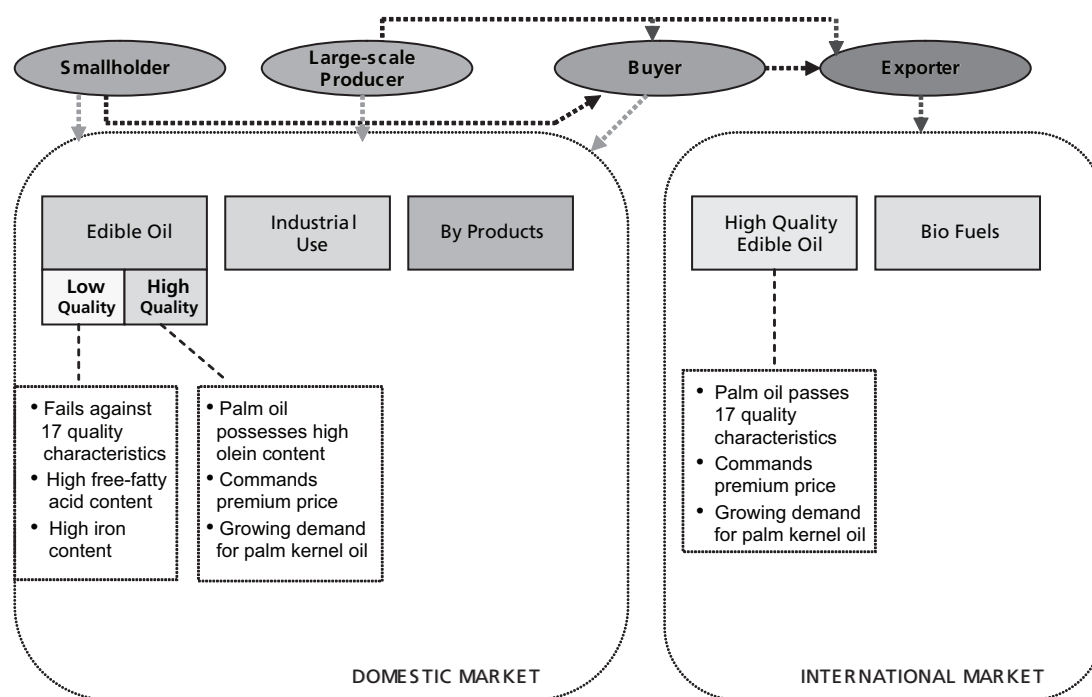 Smallholder
Large-scale
Producer
Buyer
Exporter
Edible Oil
Industrial
Use
By Products
High Quality
Edible Oil
Bio Fuels
Low
Quality
High
Quality
• Fails against
17 quality
characteristics
• High free-fatty
acid content
• High iron
content
• Palm oil
possesses high
olein content
• Commands
premium price
• Growing demand
for palm kernel oil
• Palm oil passes
17 quality
characteristics
• Commands
premium price
• Growing demand
for palm kernel oil
DOMESTIC MARKET
INTERNATIONAL MARKET